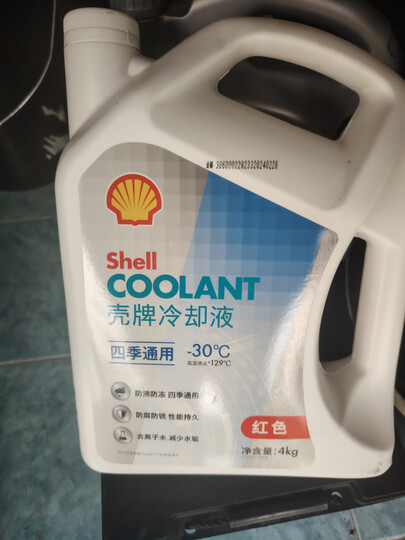 30600022923320240220
Shell
COOLANT
壳牌冷却液
四季通用
-30℃
高温沸点*129℃
防沸防冻 四季通用
防腐防锈 性能持久
去离子水 减少水垢
红色
净含量: 4kg